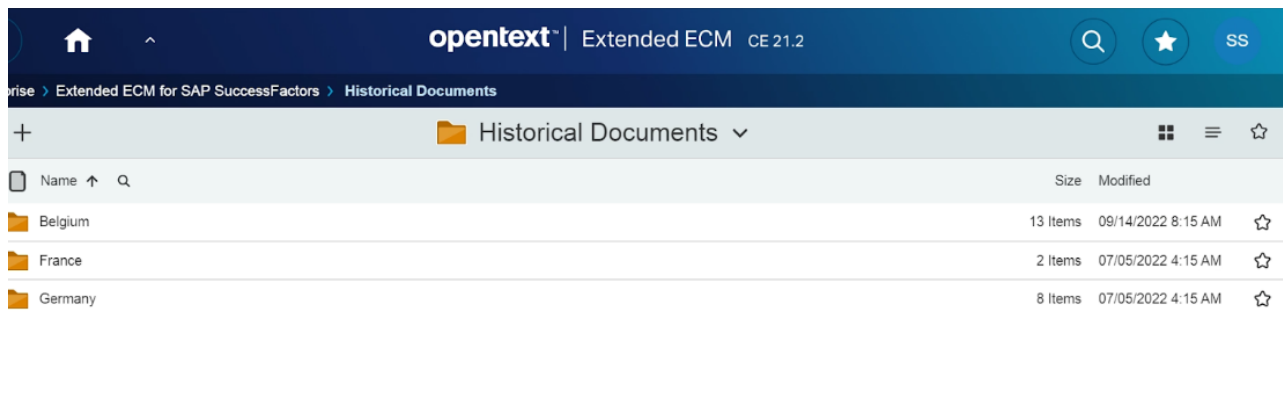 opentext™ | Extended ECM CE 21.2
SS
prise > Extended ECM for SAP SuccessFactors > Historical Documents
Historical Documents
Name Size Modified
Belgium 13 Items 09/14/2022 8:15 AM
France 2 Items 07/05/2022 4:15 AM
Germany 8 Items 07/05/2022 4:15 AM